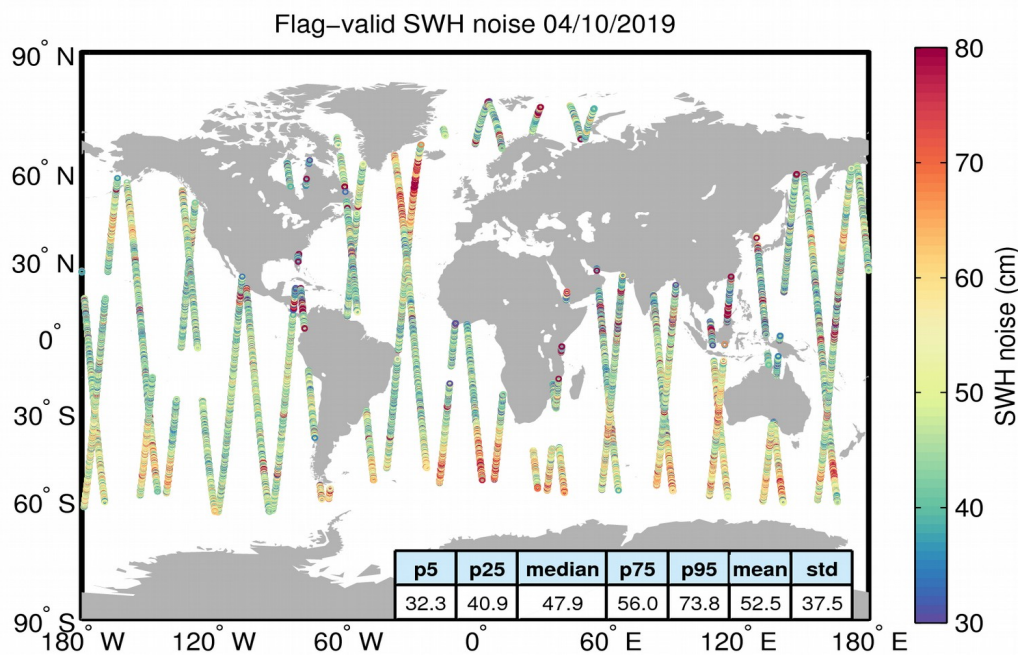 Flag−valid SWH noise 04/10/2019
90° N
60° N
30° N
0°
30° S
60° S
90° S
180° W
120° W
60° W
0°
60° E
120° E
180° E
80
70
60
50
40
30
SWH noise (cm)
p5 p25 median p75 p95 mean std
32.3 40.9 47.9 56.0 73.8 52.5 37.5